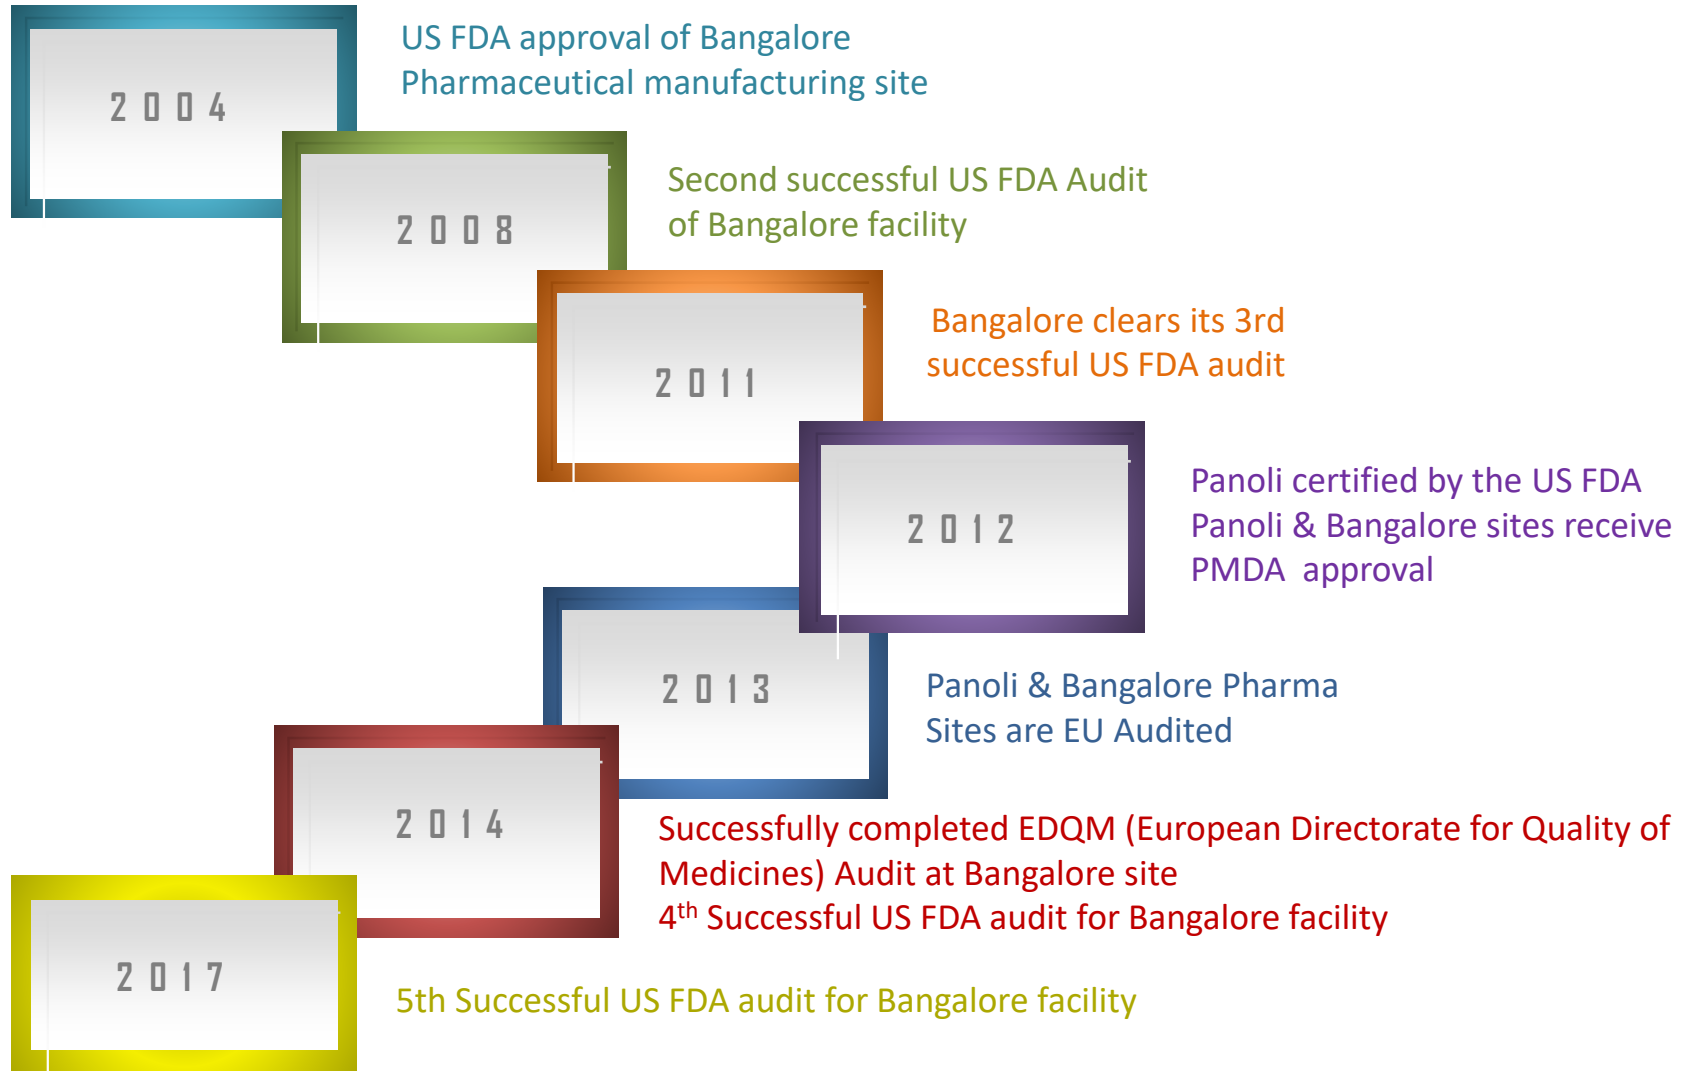 2004
US FDA approval of Bangalore
Pharmaceutical manufacturing site
2008
Second successful US FDA Audit
of Bangalore facility
2011
Bangalore clears its 3rd
successful US FDA audit
2012
Panoli certified by the US FDA
Panoli & Bangalore sites receive
PMDA approval
2013
Panoli & Bangalore Pharma
Sites are EU Audited
2014
Successfully completed EDQM (European Directorate for Quality of
Medicines) Audit at Bangalore site
4th Successful US FDA audit for Bangalore facility
2017
5th Successful US FDA audit for Bangalore facility